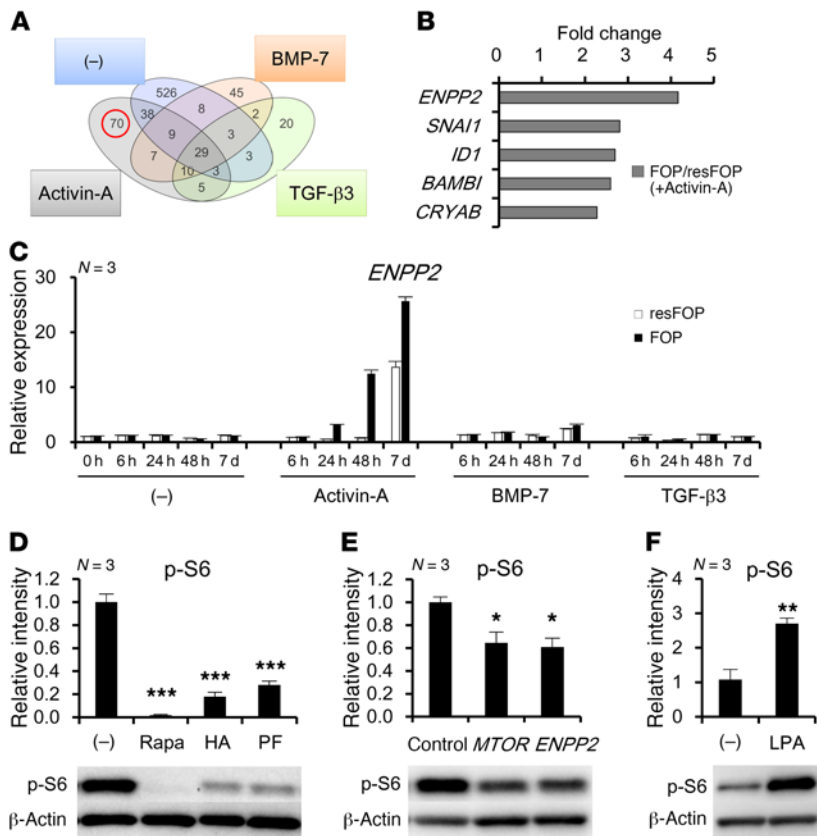 A
(–)
BMP-7
526
45
38
8
2
70
9
3
20
29
7
10
3
3
5
Activin-A
TGF-β3
B
Fold change
0 1 2 3 4 5
ENPP2
SNAI1
ID1
BAMBI
CRYAB
FOP/resFOP
(+Activin-A)
C
N = 3
ENPP2
Relative expression
30
20
10
0
resFOP
FOP
0 h 6 h 24 h 48 h 7 d 6 h 24 h 48 h 7 d 6 h 24 h 48 h 7 d 6 h 24 h 48 h 7 d
(–) Activin-A BMP-7 TGF-β3
D
N = 3
p-S6
Relative intensity
1.2
1.0
0.8
0.6
0.4
0.2
0.0
*** *** ***
(–) Rapa HA PF
p-S6
β-Actin
E
N = 3
p-S6
Relative intensity
1.2
1.0
0.8
0.6
0.4
0.2
0.0
* *
Control MTOR ENPP2
p-S6
β-Actin
F
N = 3
p-S6
Relative intensity
4
3
2
1
0
**
(–) LPA
p-S6
β-Actin